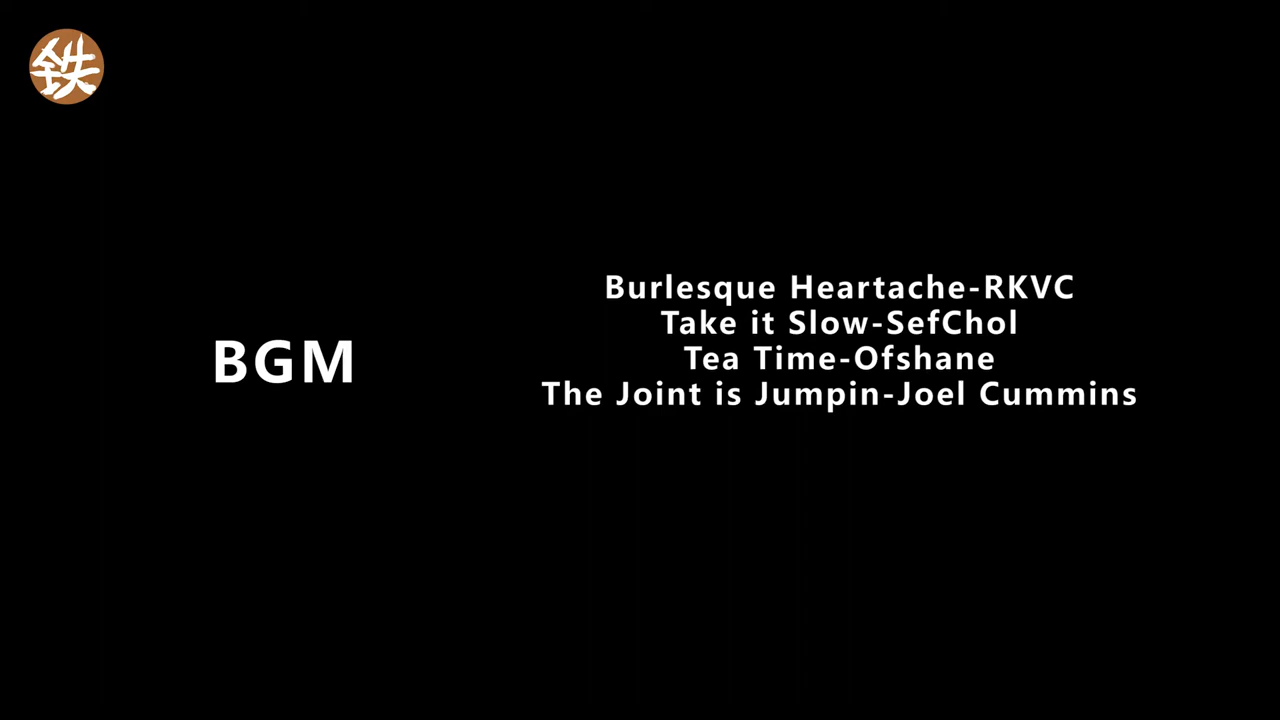 鉄
BGM
Burlesque Heartache-RKVC
Take it Slow-SefChol
Tea Time-Ofshane
The Joint is Jumpin-Joel Cummins